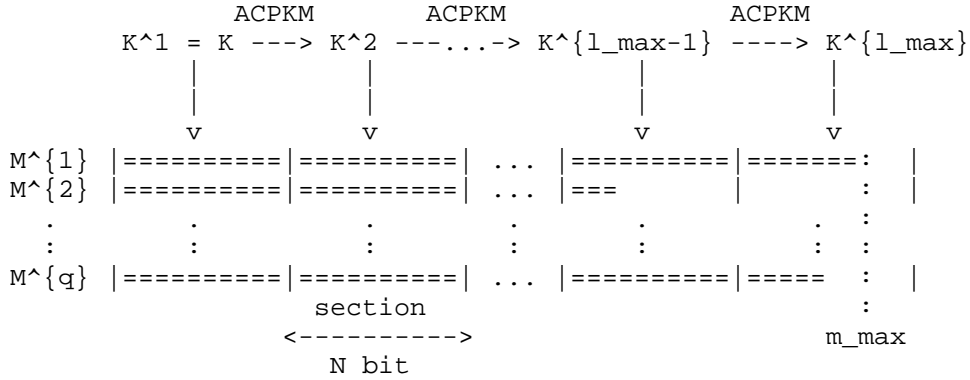 ACPKM       ACPKM              ACPKM
       K^1 = K ---> K^2 ---...-> K^{l_max-1} ----> K^{l_max}
           |          |                |           |
           |          |                |           |
           v          v                v           v
M^{1} |==========|==========| ... |==========|=======:  |
M^{2} |==========|==========| ... |===       |       :  |
  .        .          .        .       .          .  :
  :        :          :        :       :          :  :
M^{q} |==========|==========| ... |==========|=====  :  |
                   section                           :
                 <---------->                      m_max
                    N bit